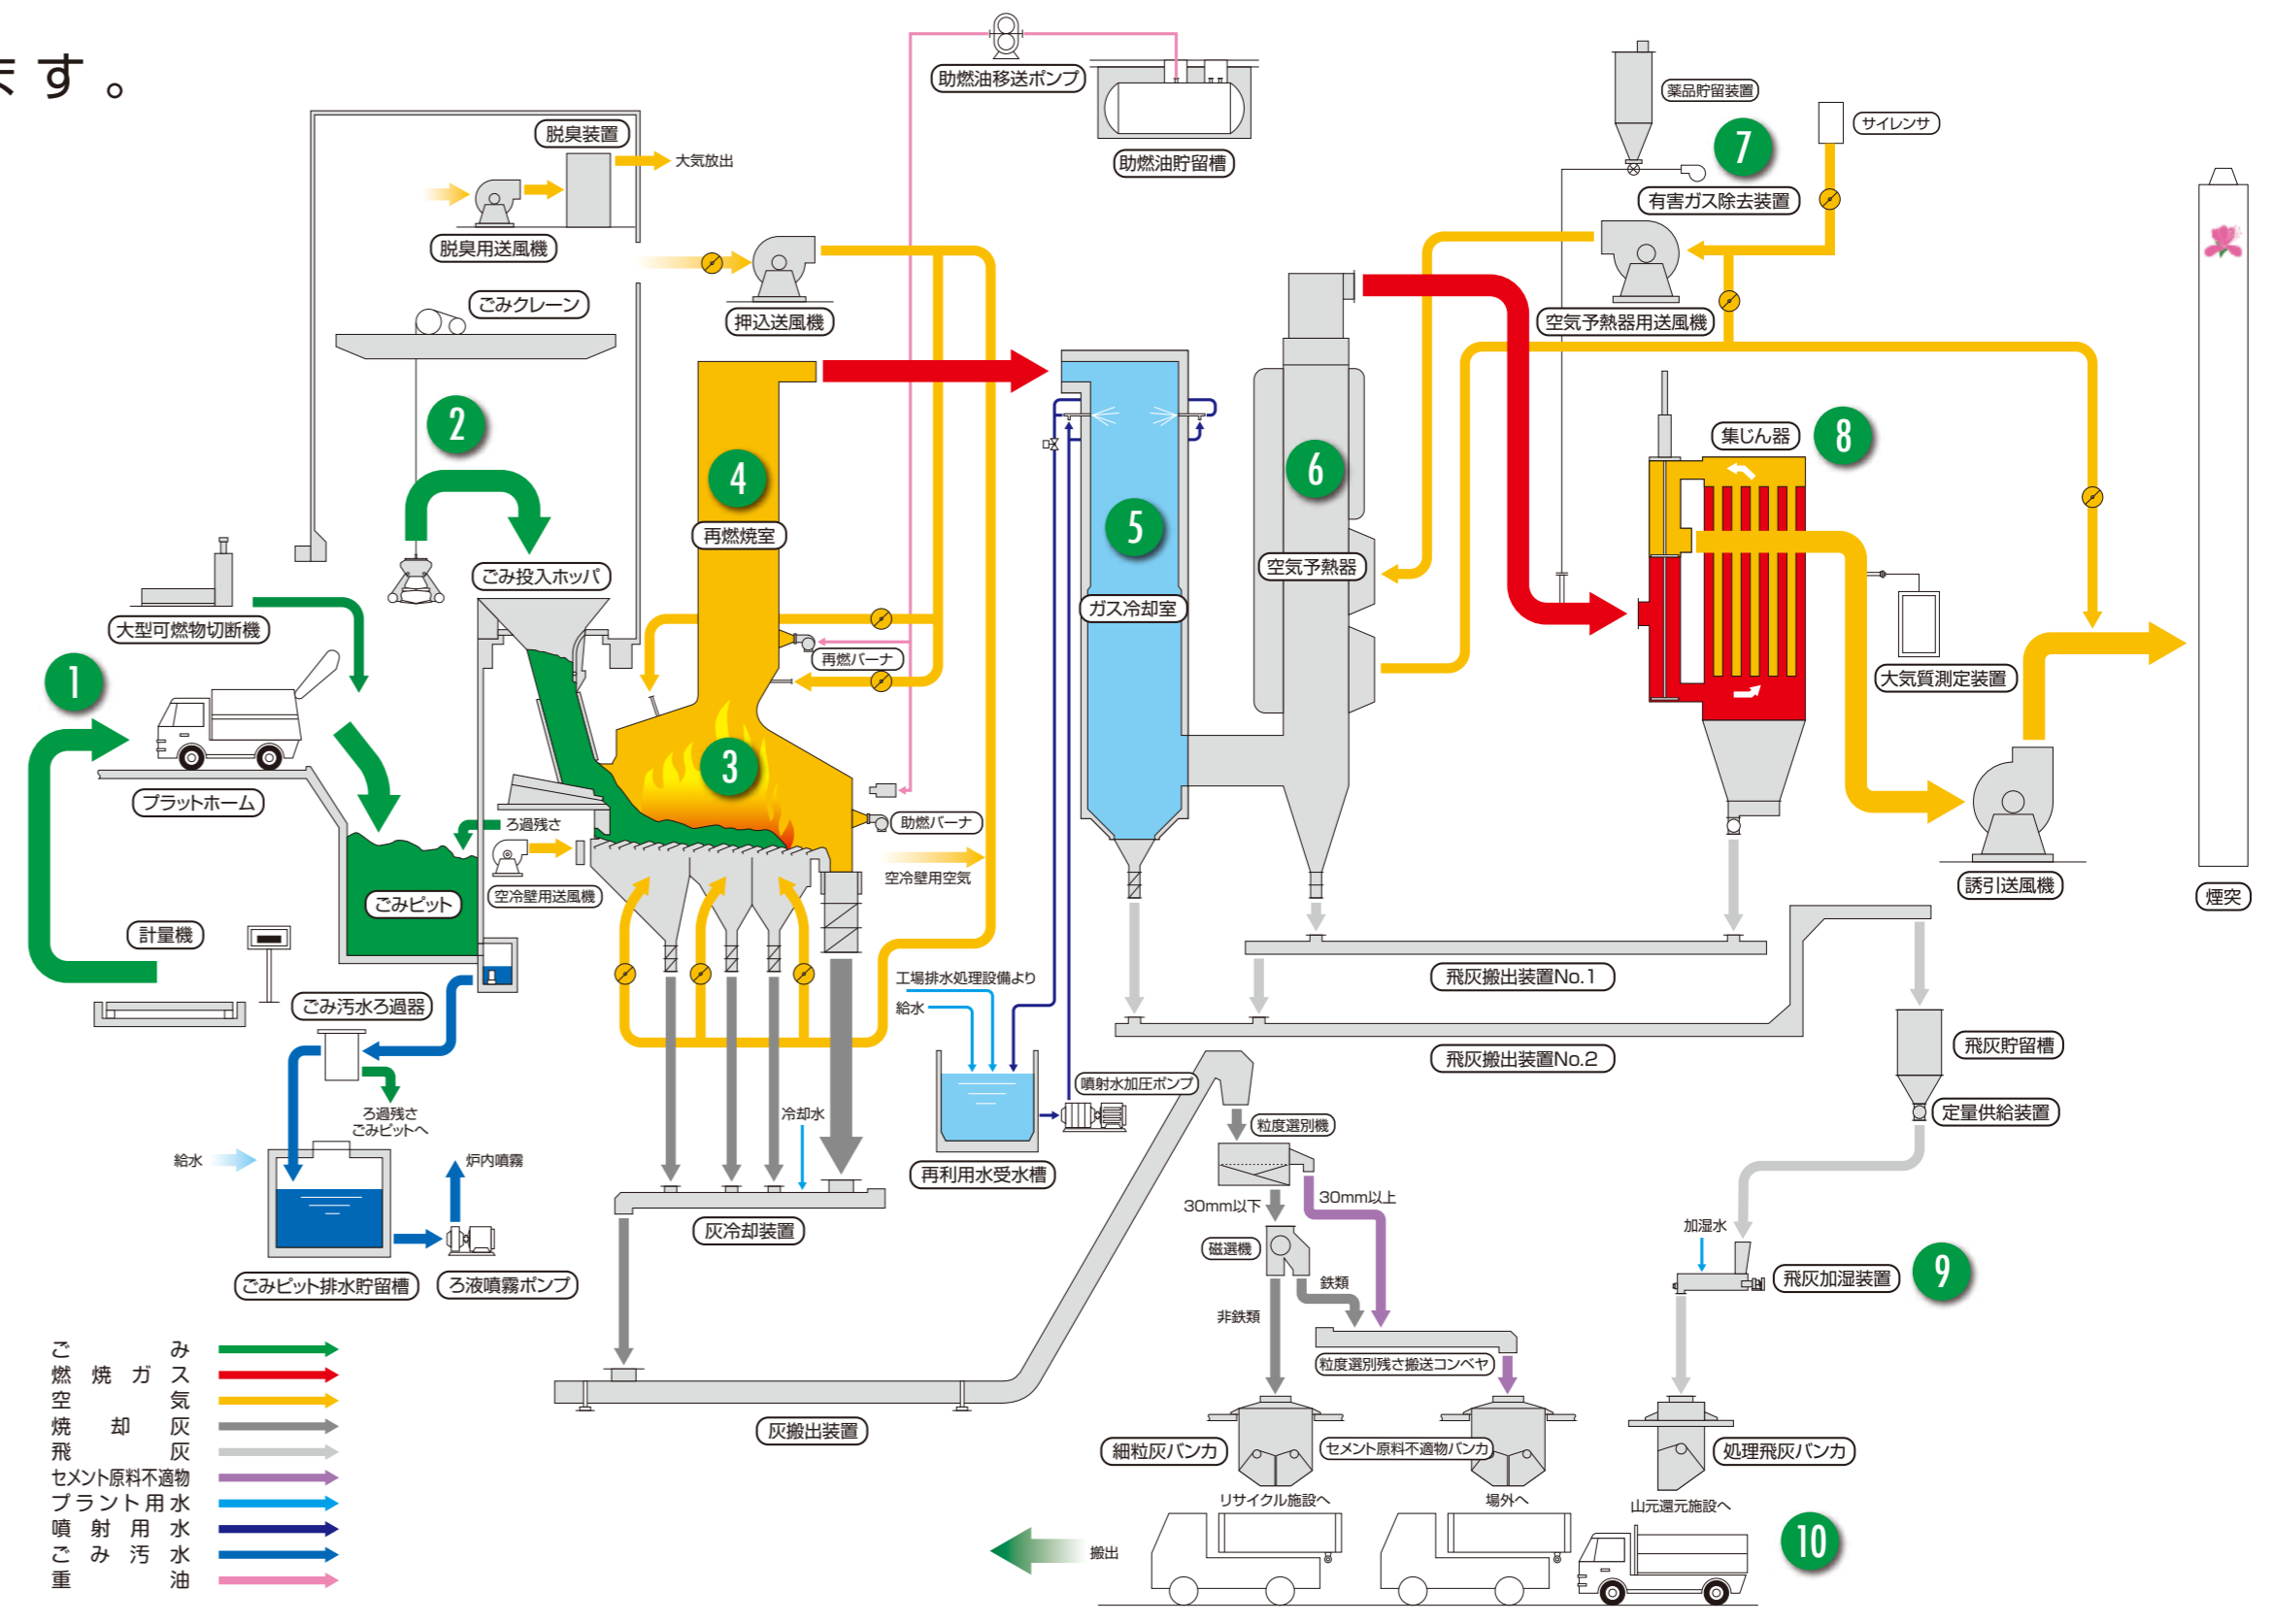 ます。
助燃油移送ポンプ
助燃油貯留槽
薬品貯留装置
サイレンサ
7
有害ガス除去装置
脱臭装置
大気放出
脱臭用送風機
押込送風機
空気予熱器用送風機
ごみクレーン
2
4
再燃焼室
5
6
集じん器
8
空気予熱器
ガス冷却室
ごみ投入ホッパ
大型可燃物切断機
1
再燃バーナ
大気質測定装置
3
プラットホーム
ろ過残さ
助燃バーナ
空冷壁用空気
空冷壁用送風機
ごみピット
誘引送風機
煙突
計量機
工場排水処理設備より
給水
飛灰搬出装置No.1
ごみ汚水ろ過器
飛灰搬出装置No.2
飛灰貯留槽
噴射水加圧ポンプ
定量供給装置
ろ過残さ
ごみピットへ
冷却水
粒度選別機
給水
炉内噴霧
再利用水受水槽
30mm以下
30mm以上
灰冷却装置
加湿水
磁選機
鉄類
飛灰加湿装置
9
ごみピット排水貯留槽
ろ液噴霧ポンプ
非鉄類
粒度選別残さ搬送コンベヤ
灰搬出装置
細粒灰バンカ
セメント原料不適物バンカ
処理飛灰バンカ
リサイクル施設へ
場外へ
山元還元施設へ
搬出
10
ごみ
燃焼ガス
空気
焼却灰
飛灰
セメント原料不適物
プラント用水
噴射用水
ごみ汚水
重油